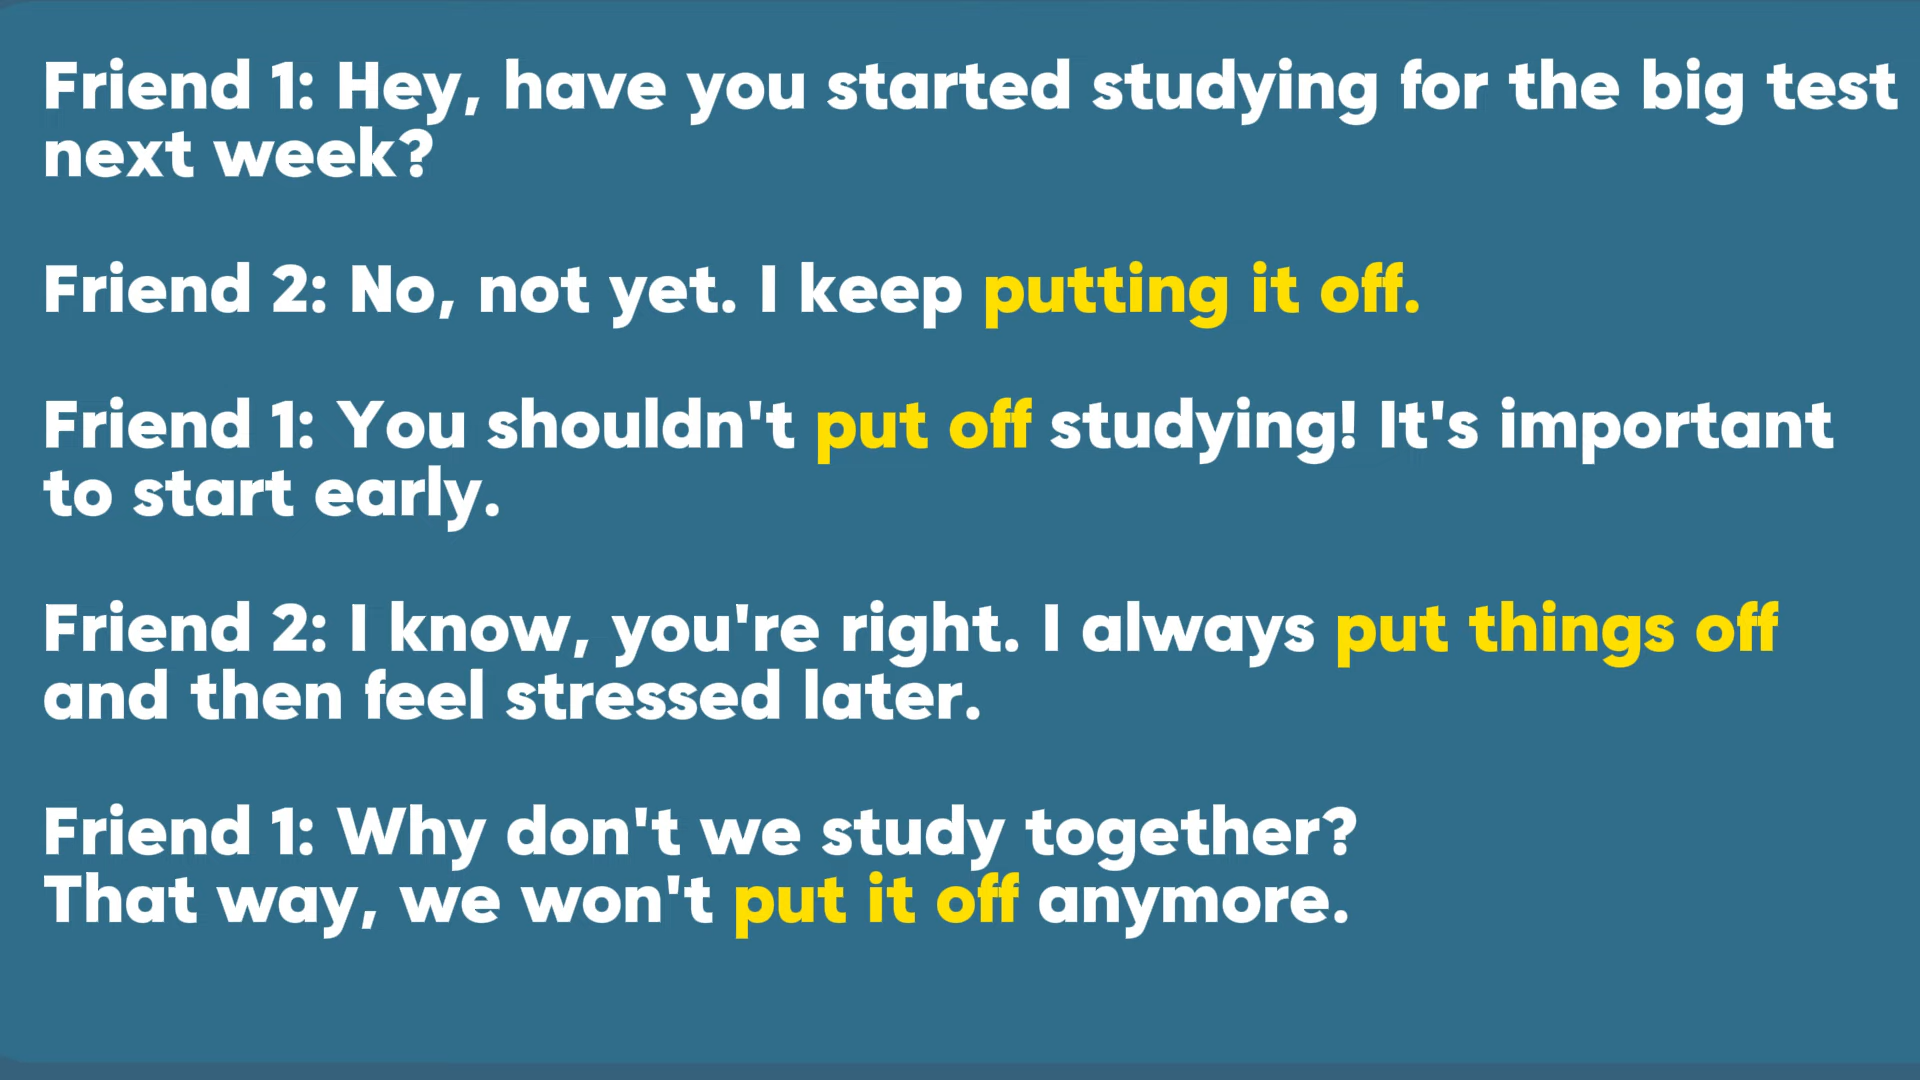 Friend 1: Hey, have you started studying for the big test
next week?
Friend 2: No, not yet. I keep putting it off.
Friend 1: You shouldn't put off studying! It's important
to start early.
Friend 2: I know, you're right. I always put things off
and then feel stressed later.
Friend 1: Why don't we study together?
That way, we won't put it off anymore.